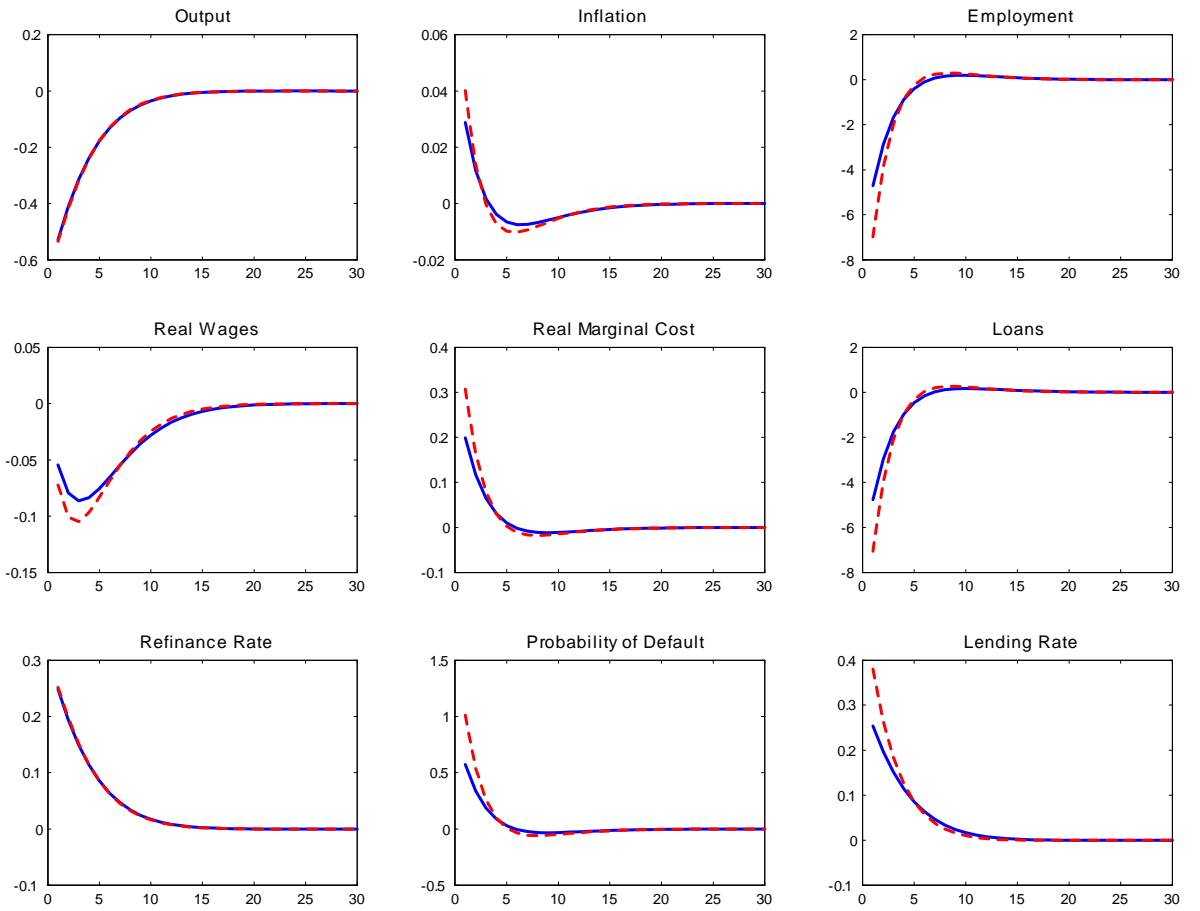 Output
0.2
0
-0.2
-0.4
-0.6
0 5 10 15 20 25 30
Inflation
0.06
0.04
0.02
0
-0.02
0 5 10 15 20 25 30
Employment
2
0
-2
-4
-6
-8
0 5 10 15 20 25 30
Real Wages
0.05
0
-0.05
-0.1
-0.15
0 5 10 15 20 25 30
Real Marginal Cost
0.4
0.3
0.2
0.1
0
-0.1
0 5 10 15 20 25 30
Loans
2
0
-2
-4
-6
-8
0 5 10 15 20 25 30
Refinance Rate
0.3
0.2
0.1
0
-0.1
0 5 10 15 20 25 30
Probability of Default
1.5
1
0.5
0
-0.5
0 5 10 15 20 25 30
Lending Rate
0.4
0.3
0.2
0.1
0
-0.1
0 5 10 15 20 25 30